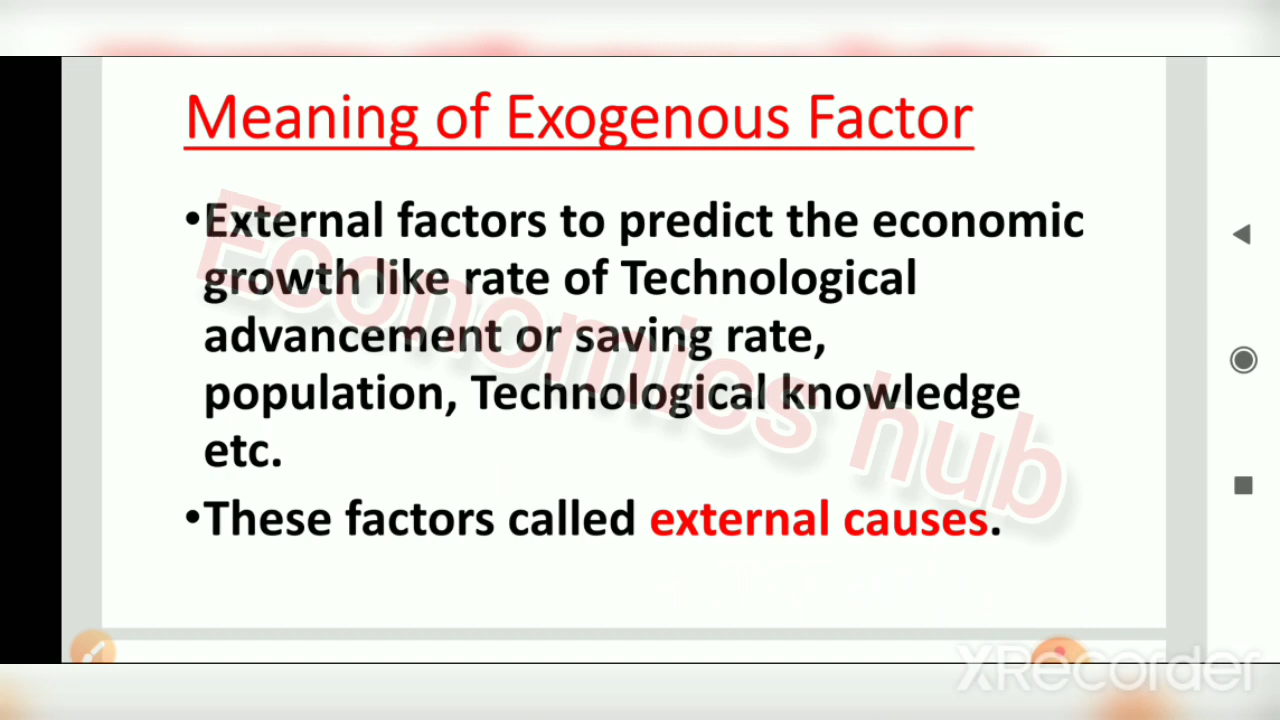 Meaning of Exogenous Factor
•External factors to predict the economic
growth like rate of Technological
advancement or saving rate,
population, Technological knowledge
etc.
•These factors called external causes.
Economics hub
XRecorder